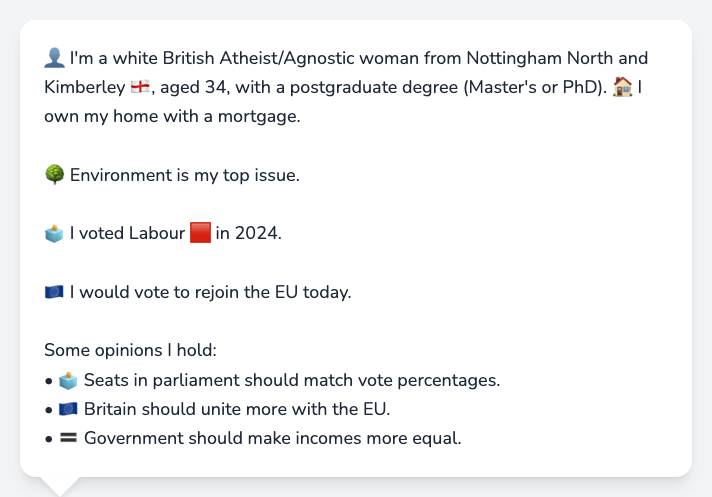 👤 I'm a white British Atheist/Agnostic woman from Nottingham North and
Kimberley 🏴󠁧󠁢󠁥󠁮󠁧󠁿, aged 34, with a postgraduate degree (Master's or PhD). 🏠 I
own my home with a mortgage.
🌳 Environment is my top issue.
🗳️ I voted Labour 🟥 in 2024.
🇪🇺 I would vote to rejoin the EU today.
Some opinions I hold:
• 🗳️ Seats in parliament should match vote percentages.
• 🇪🇺 Britain should unite more with the EU.
• 🟰 Government should make incomes more equal.